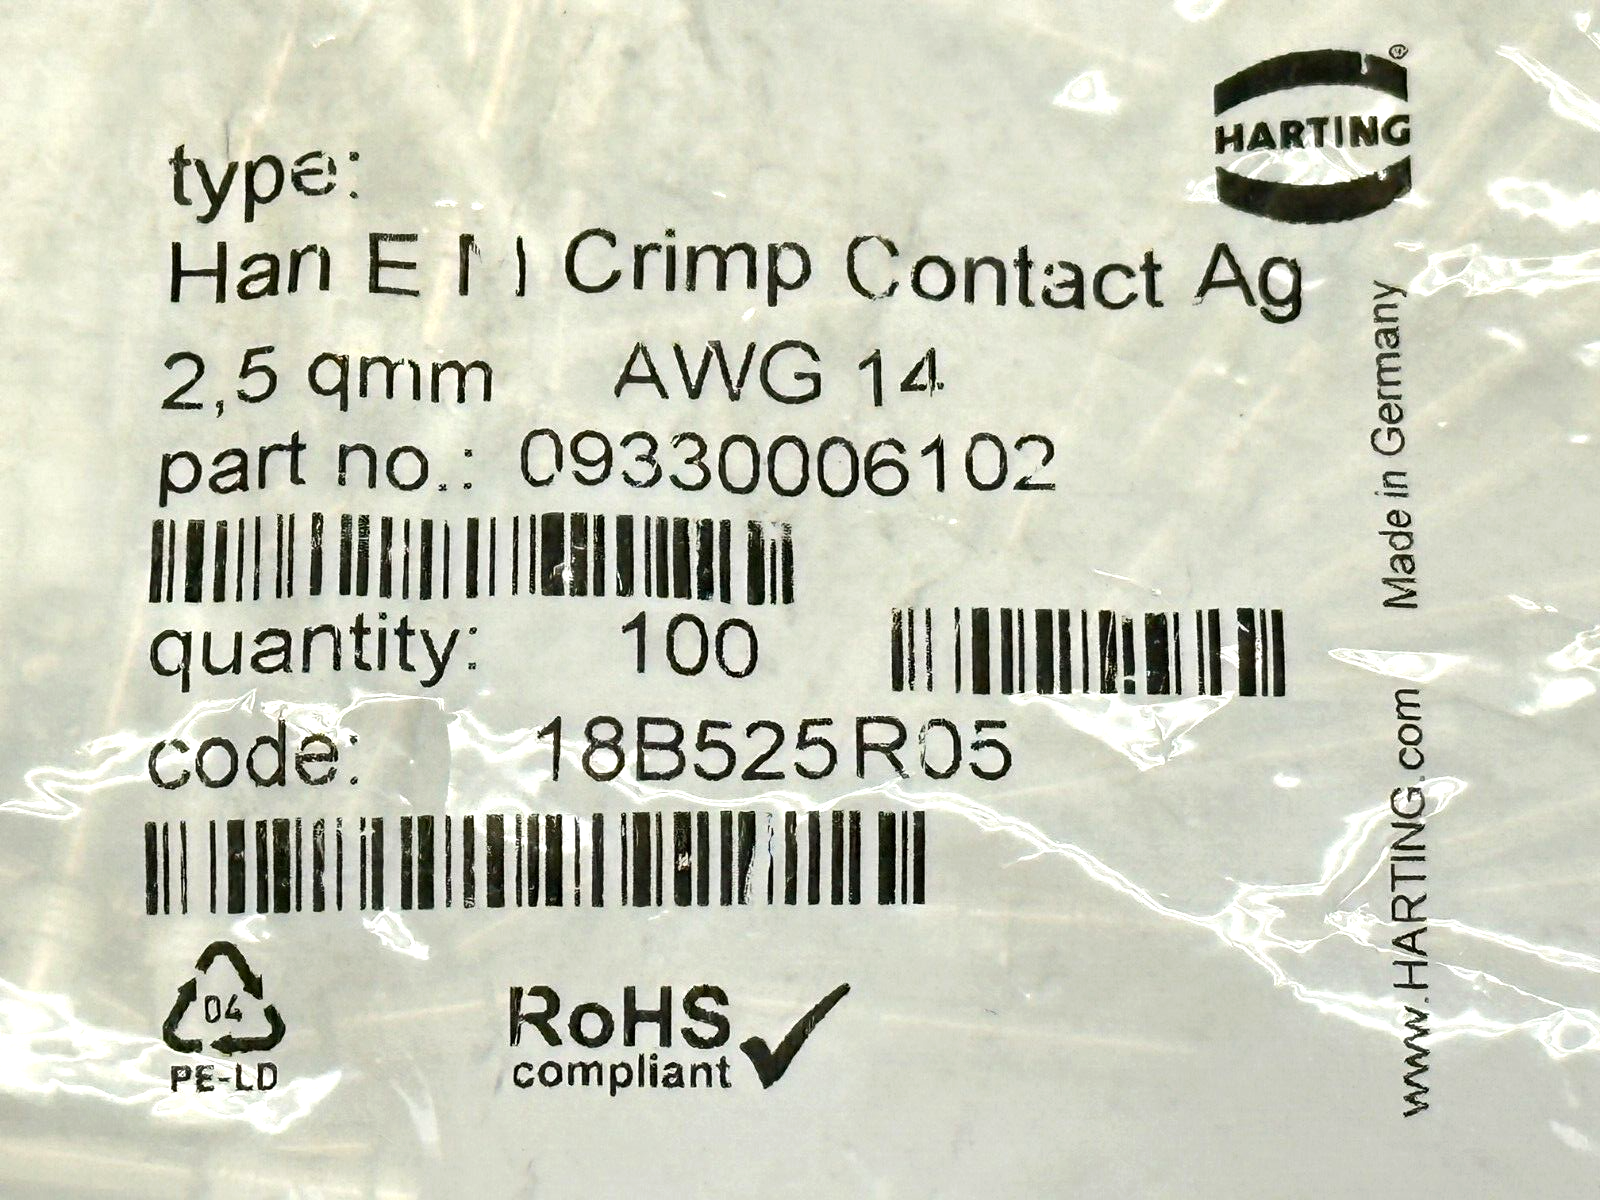 HARTING®
type:
Han E Crimp Contact Ag
2,5 qmm AWG 14
part no.: 09330006102
quantity: 100
code: 18B525R05
04
PE-LD
RoHS
compliant
www.HARTING.com Made in Germany